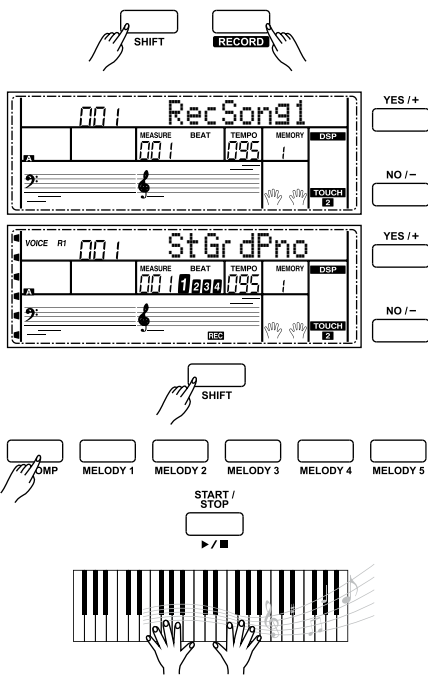 SHIFT
RECORD
001 RecSong1
MEASURE BEAT TEMPO MEMORY DSP
001 095 1
A
TOUCH
2
YES / +
NO / –
VOICE R1 001 StGrdPno
MEASURE BEAT TEMPO MEMORY DSP
001 1 2 3 4 095 1
A
TOUCH
REC 2
YES / +
NO / –
SHIFT
MELODY 1 MELODY 2 MELODY 3 MELODY 4 MELODY 5
START /
STOP